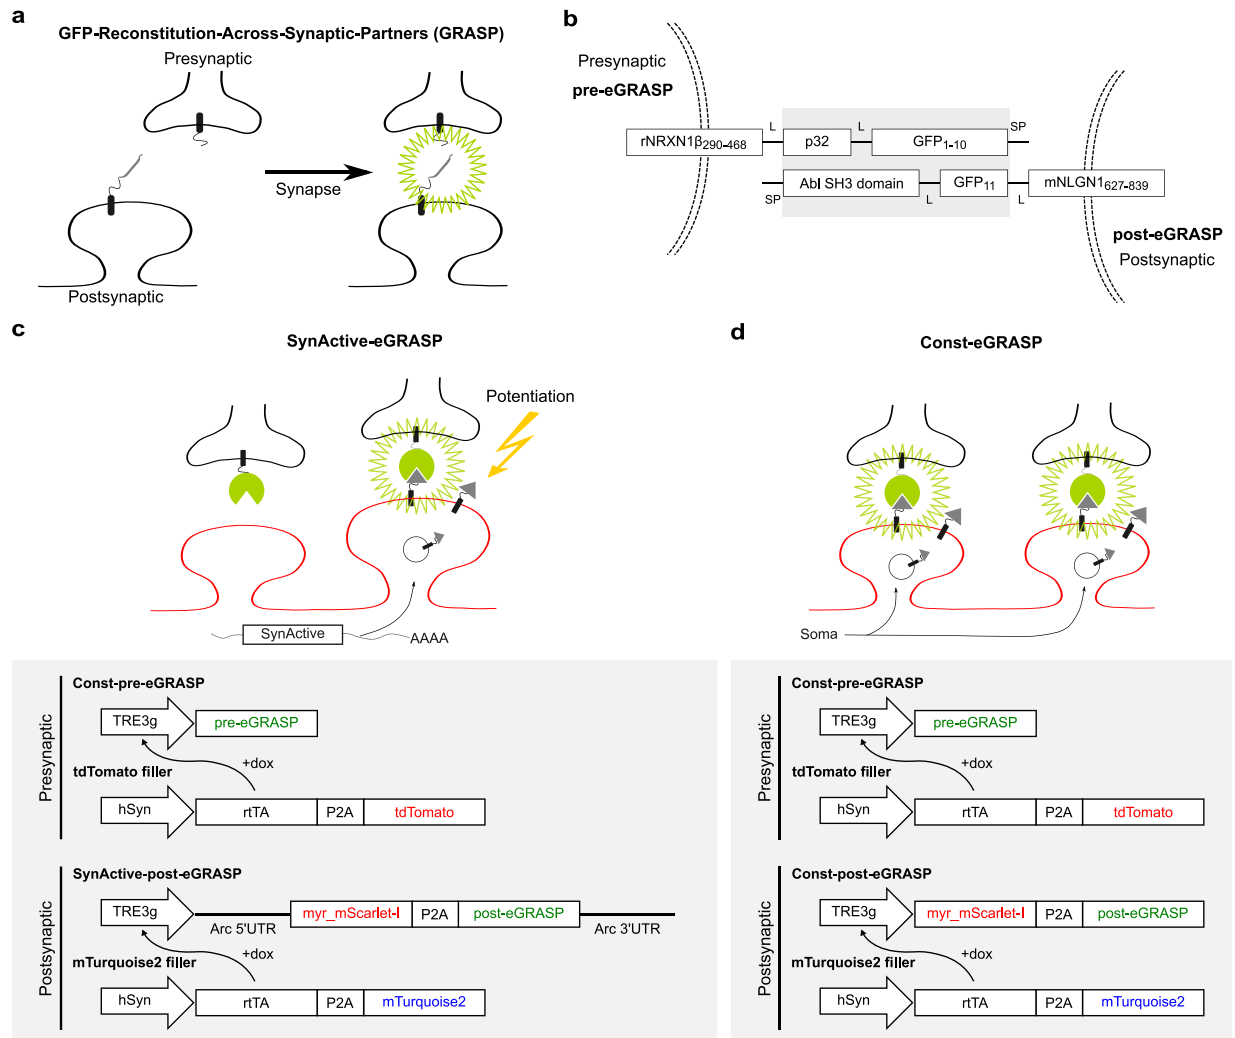 a
GFP-Reconstitution-Across-Synaptic-Partners (GRASP)
Presynaptic
Synapse
Postsynaptic
b
Presynaptic
pre-eGRASP
rNRXN1β290-468
L
p32
L
GFP1-10
SP
SP
Abl SH3 domain
L
GFP11
L
mNLGN1627-839
post-eGRASP
Postsynaptic
c
SynActive-eGRASP
Potentiation
SynActive
AAAA
Presynaptic
Const-pre-eGRASP
TRE3g
pre-eGRASP
+dox
tdTomato filler
hSyn
rtTA
P2A
tdTomato
Postsynaptic
SynActive-post-eGRASP
TRE3g
Arc 5'UTR
myr_mScarlet-I
P2A
post-eGRASP
Arc 3'UTR
+dox
mTurquoise2 filler
hSyn
rtTA
P2A
mTurquoise2
d
Const-eGRASP
Soma
Presynaptic
Const-pre-eGRASP
TRE3g
pre-eGRASP
+dox
tdTomato filler
hSyn
rtTA
P2A
tdTomato
Postsynaptic
Const-post-eGRASP
TRE3g
myr_mScarlet-I
P2A
post-eGRASP
+dox
mTurquoise2 filler
hSyn
rtTA
P2A
mTurquoise2